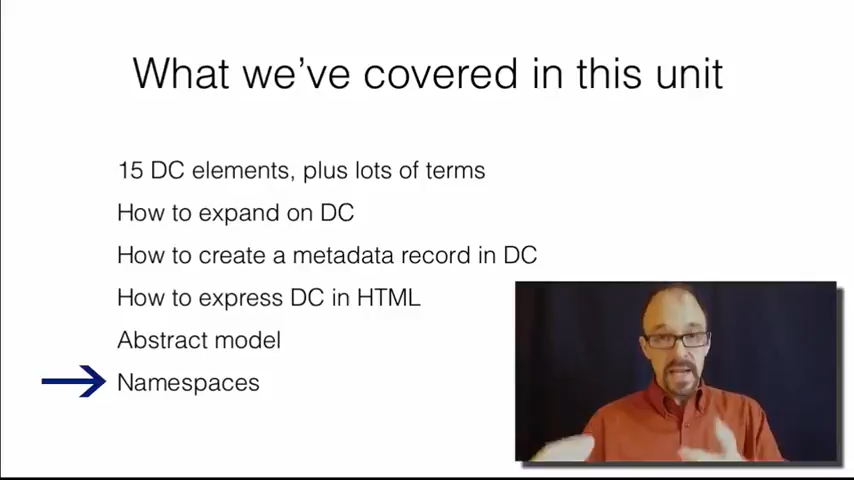 What we've covered in this unit
15 DC elements, plus lots of terms
How to expand on DC
How to create a metadata record in DC
How to express DC in HTML
Abstract model
Namespaces